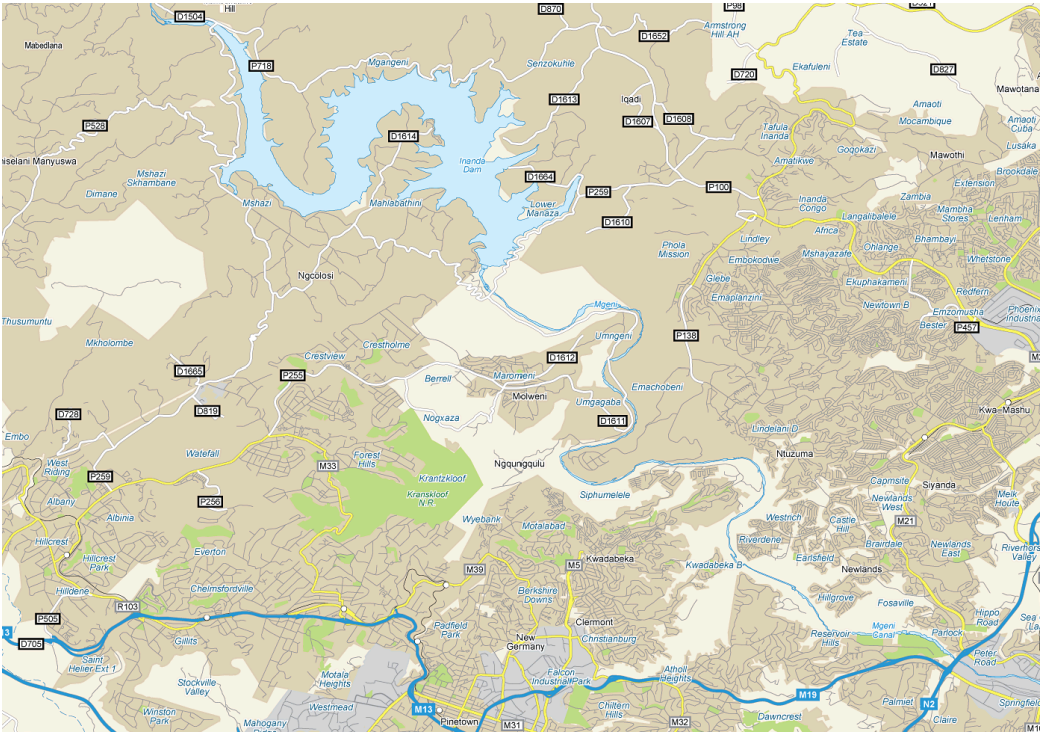 D1504
Hill
D870
P98
Armstrong
Hill AH
Tea
Estate
Mabedlana
D1652
P718
Mgangeni
Senzokuhle
Ekafuleni
D720
D827
Mawotana
D1613
Iqadi
Amaoti
Mocambique
Amaoti
Cuba
P528
D1607
D1608
Tafula
Inanda
D1614
Lusaka
Goqokazi
Mawothi
Inanda
Dam
Amatikwe
Mshazi
Skhambane
D1664
Brookdale
Extension
Dimane
P259
P100
Zambia
Mshazi
Mahlabathini
Lower
Manaza
Inanda
Congo
Langalibalele
Mambha
Stores
Lenham
D1610
Africa
Bhambayi
Phola
Mission
Lindley
Mshayazafe
Ohlange
Embokodwe
Whetstone
Ngcolosi
Glebe
Ekuphakameni
Redfern
Emaplanzini
Newtown B
Mgeni
Emzomusha
Thusumuntu
Bester
P457
Mkholombe
Crestholme
Umngeni
P138
Crestview
D1612
D1665
P255
Berrell
Maromeni
Emachobeni
Molweni
Umgagaba
D819
D728
Nogxaza
D1611
Kwa-Mashu
Lindelani D
Embo
Watefall
Ntuzuma
West
Riding
Forest
Hills
M33
Ngqungqulu
P259
Krantzkloof
Capmsite
Siyanda
Albany
P256
Kranskloof
N.R.
Siphumelele
Newlands
West
Melk
Houte
Albinia
Wyebank
Motalabad
Westrich
Castle
Hill
M21
Hillcrest
Riverdene
Brairdale
Newlands
East
Everton
Hillcrest
Park
Kwadabeka
Earlsfield
M39
M5
Kwadabeka B
Newlands
Hilldene
Chelmsfordville
Berkshire
Downs
Hillgrove
Fosaville
R103
Hippo
Road
P505
Padfield
Park
Clermont
D705
Gillits
New
Germany
Christianburg
Reservoir
Hills
Mgeni
Canal
Panock
Saint
Helier Ext 1
Peter
Road
Stockville
Valley
Motala
Heights
Falcon
Industrial Park
Atholl
Heights
M19
Palmiet
N2
Winston
Park
Westmead
M13
Chiltern
Hills
Springfield
Mahogany
Pinetown
M31
M32
Dawncrest
Claire